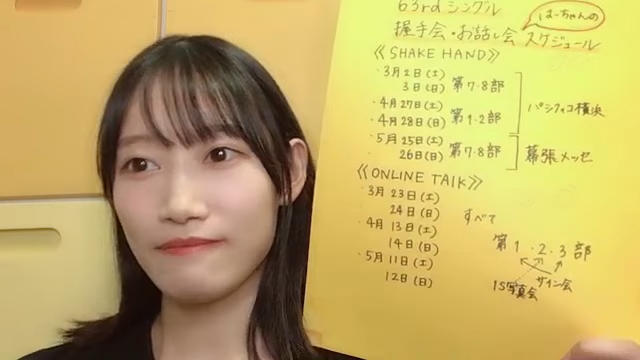 63rdシングル
握手会・お話し会 スケジュール
はーちゃんの
≪SHAKE HAND≫
・3月2日(土)
3日(日) 第7・8部
・4月27日(土)
・4月28日(日) 第1・2部
パシフィコ横浜
・5月25日(土)
・26日(日) 第7・8部
幕張メッセ
≪ONLINE TALK≫
・3月23日(土)
24日(日)
すべて
・4月13日(土)
14日(日)
第1・2・3部
・5月11日(土)
12日(日)
サイン会
1S写真会